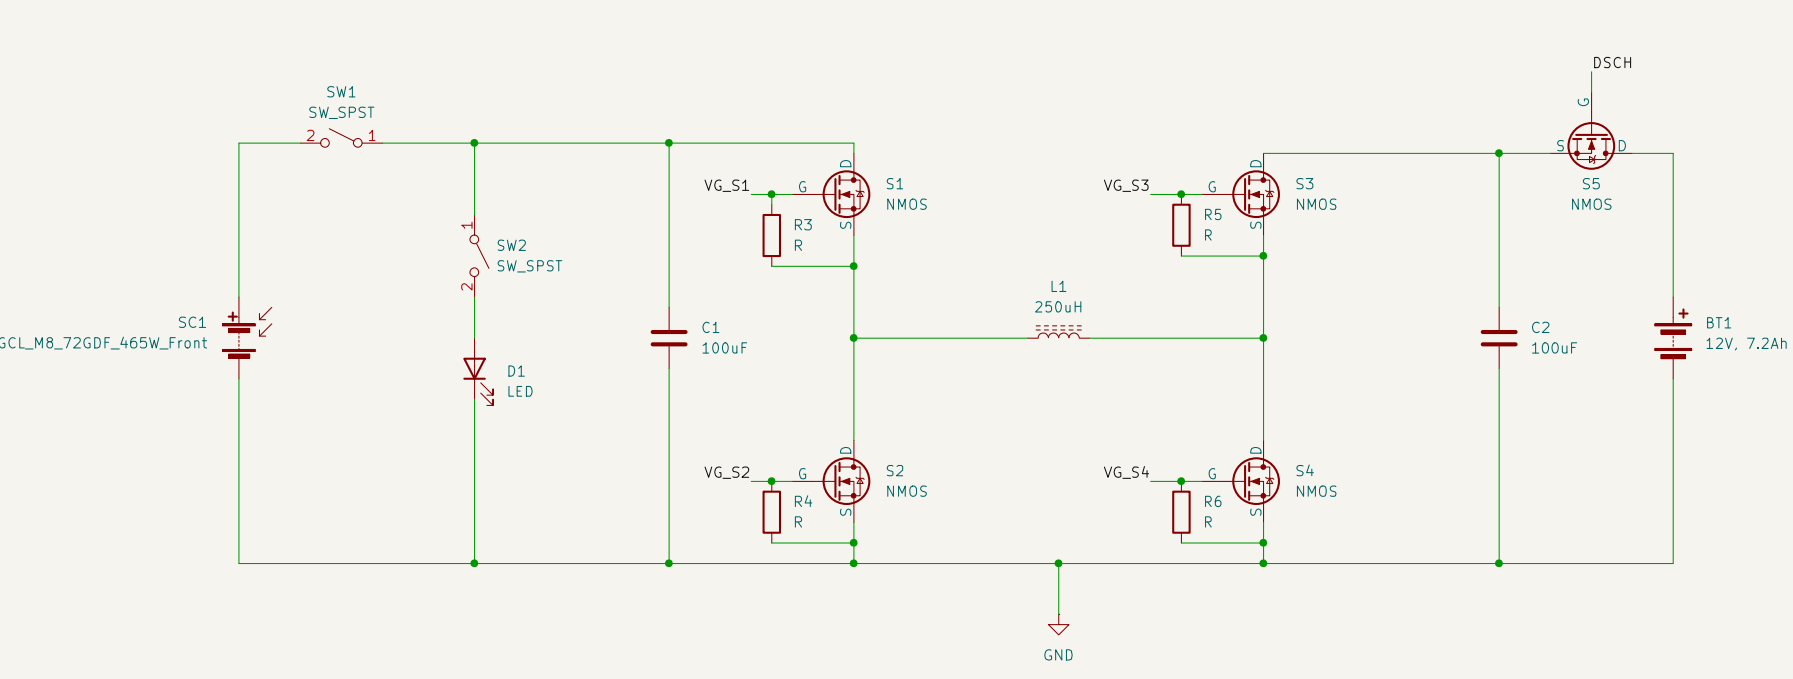 DSCH
G
S
D
S5
NMOS
SW1
SW_SPST
2
1
VG_S1
G
D
S
S1
NMOS
R3
R
VG_S3
G
D
S
S3
NMOS
R5
R
1
2
SW2
SW_SPST
SC1
GCL_M8_72GDF_465W_Front
+
C1
100uF
L1
250uH
C2
100uF
+
BT1
12V, 7.2Ah
D1
LED
VG_S2
G
D
S
S2
NMOS
R4
R
VG_S4
G
D
S
S4
NMOS
R6
R
GND